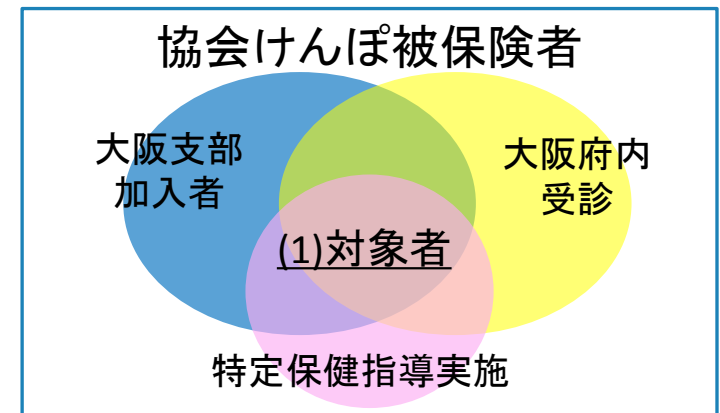 協会けんぽ被保険者
大阪支部
加入者
大阪府内
受診
(1)対象者
特定保健指導実施